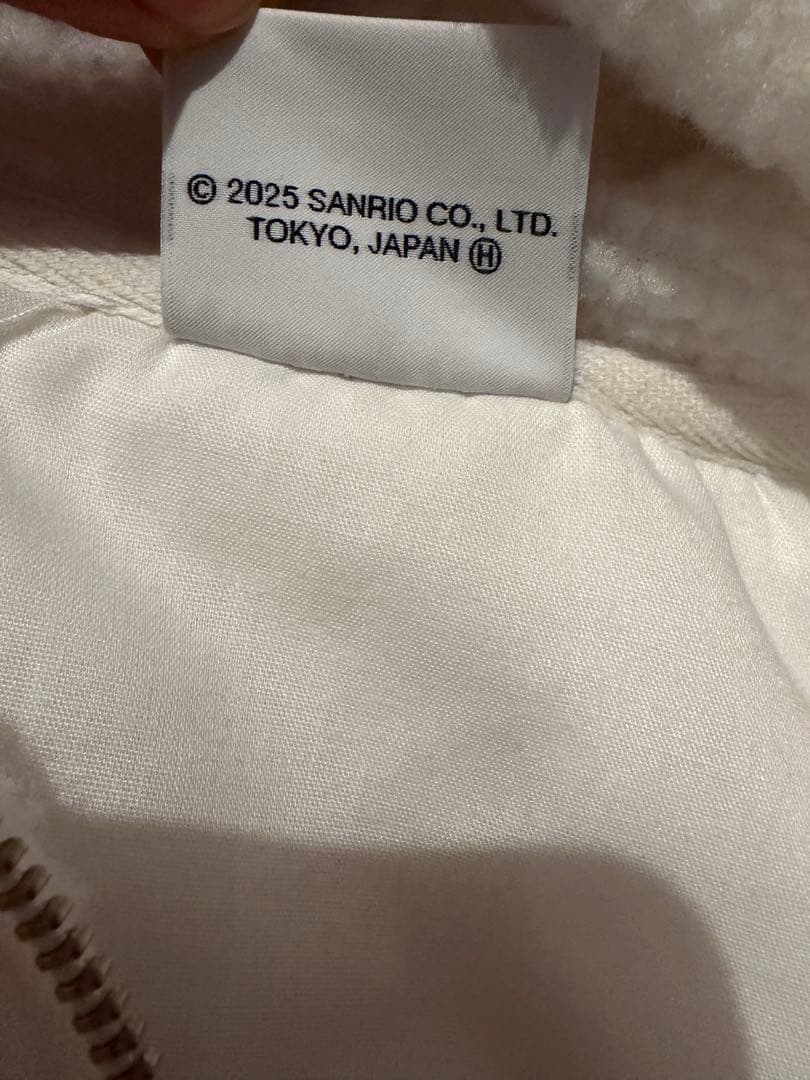 © 2025 SANRIO CO., LTD.
TOKYO, JAPAN Ⓗ